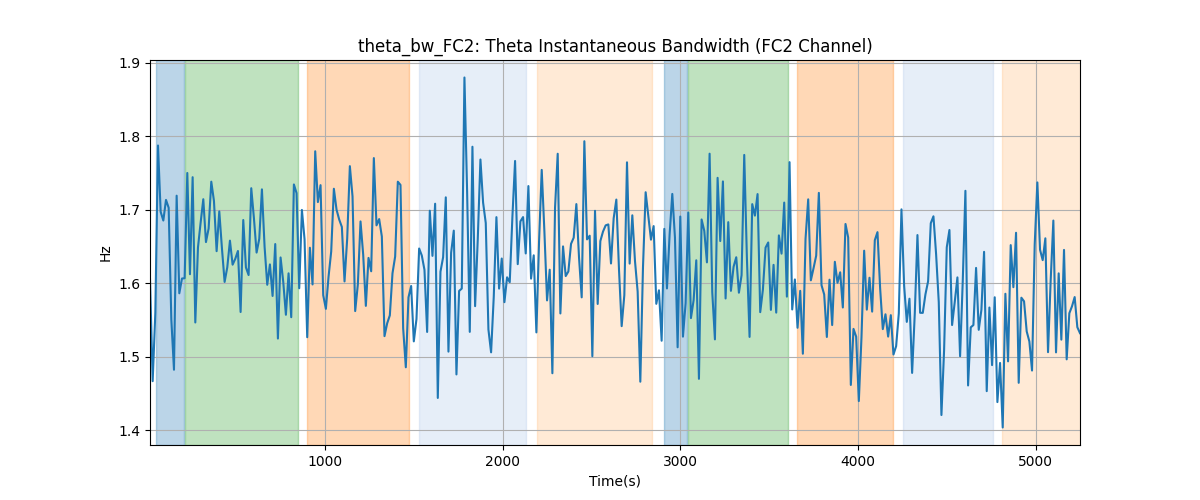 theta_bw_FC2: Theta Instantaneous Bandwidth (FC2 Channel)
1.9
1.8
1.7
1.6
1.5
1.4
Hz
1000 2000 3000 4000 5000
Time(s)